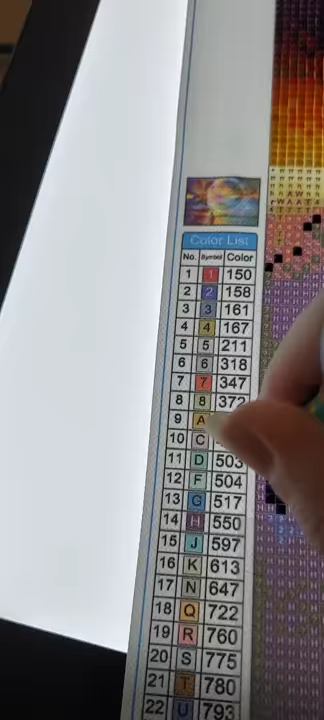 Color List
No. Symbol Color
1 1 150
2 2 158
3 3 161
4 4 167
5 5 211
6 6 318
7 7 347
8 8 372
9 A
10 C
11 D 503
12 F 504
13 G 517
14 H 550
15 J 597
16 K 613
17 N 647
18 Q 722
19 R 760
20 S 775
21 T 780
22 U 793